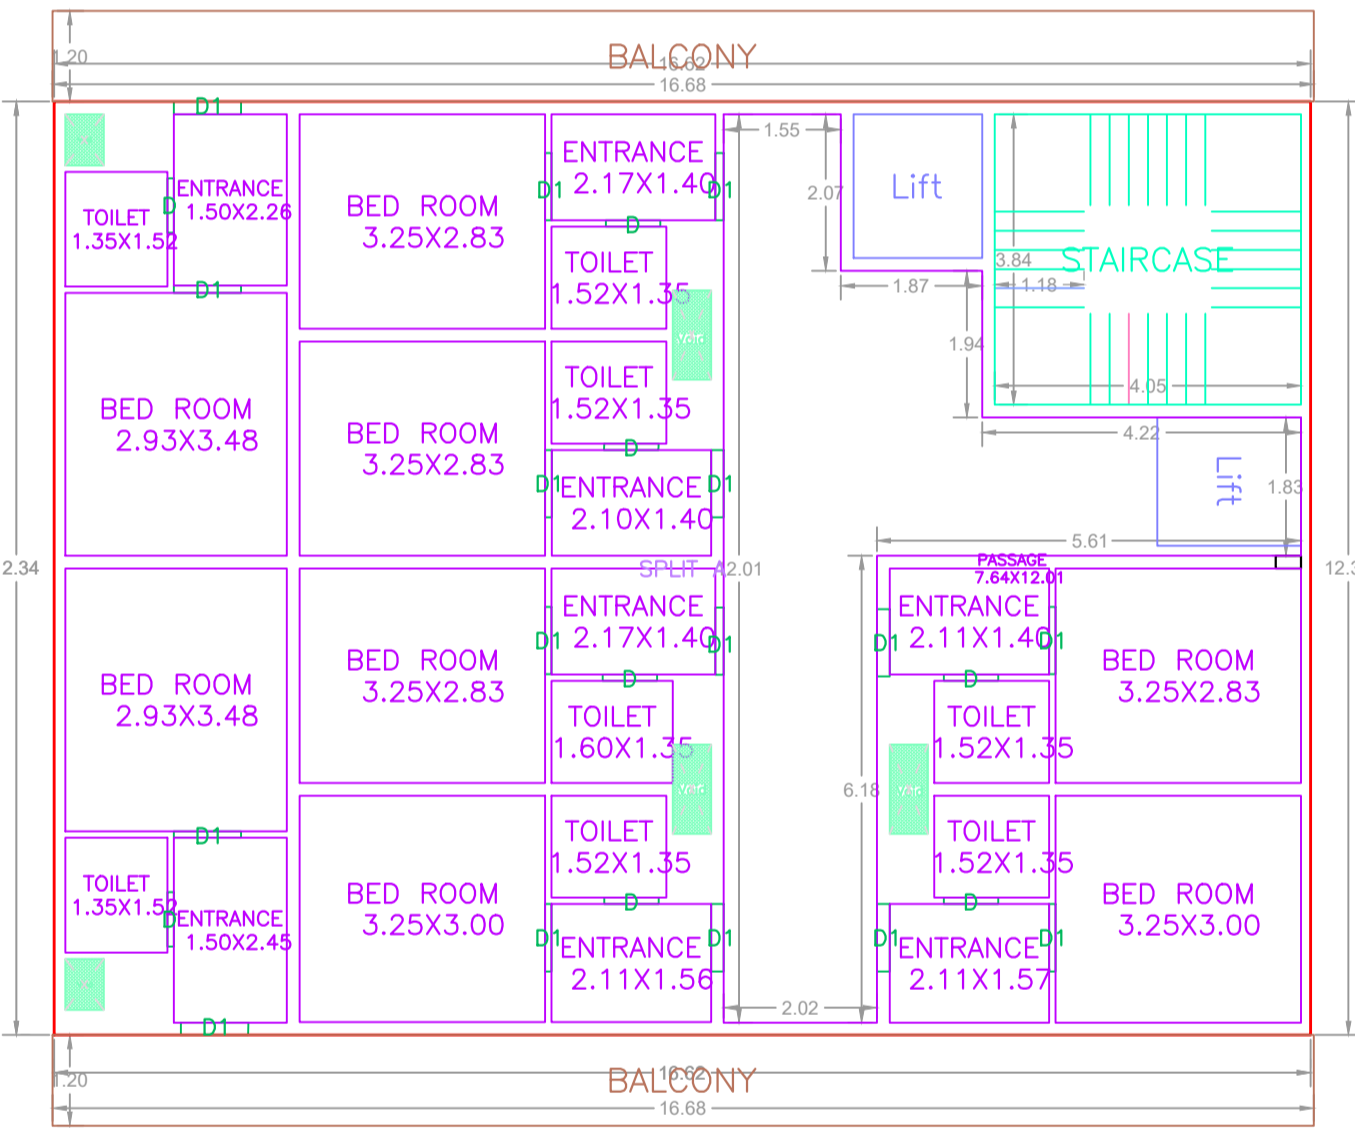 BALCONY
1.20
16.62
16.68
D1
ENTRANCE
1.50X2.26
TOILET
1.35X1.52
D
D1
BED ROOM
3.25X2.83
ENTRANCE
2.17X1.40
D1
D1
D
TOILET
1.52X1.35
Void
1.55
2.07
Lift
1.87
1.94
STAIRCASE
3.84
1.18
4.05
4.22
Lift
1.83
BED ROOM
2.93X3.48
BED ROOM
3.25X2.83
TOILET
1.52X1.35
D
D1
ENTRANCE
2.10X1.40
D1
2.34
SPLIT A
2.01
5.61
PASSAGE
7.64X12.01
12.3
BED ROOM
2.93X3.48
BED ROOM
3.25X2.83
ENTRANCE
2.17X1.40
D1
D1
D
TOILET
1.60X1.35
Void
D1
ENTRANCE
2.11X1.40
D1
D
TOILET
1.52X1.35
BED ROOM
3.25X2.83
6.18
Void
D1
TOILET
1.35X1.52
D
ENTRANCE
1.50X2.45
D1
BED ROOM
3.25X3.00
TOILET
1.52X1.35
D
D1
ENTRANCE
2.11X1.56
D1
2.02
TOILET
1.52X1.35
D
D1
ENTRANCE
2.11X1.57
D1
BED ROOM
3.25X3.00
1.20
16.62
BALCONY
16.68